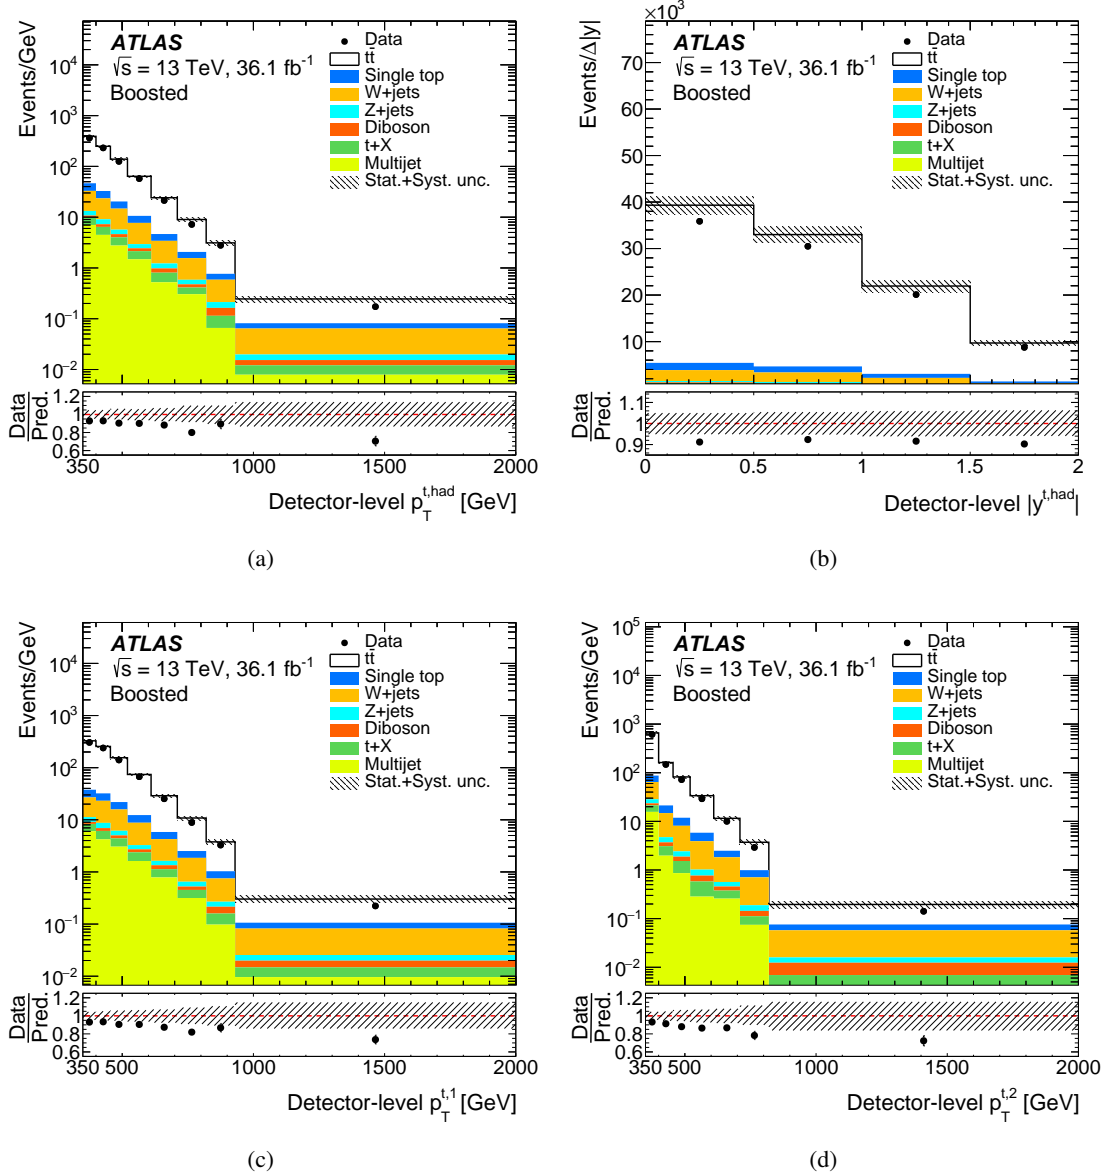 Events/GeV
10⁴
10³
10²
10
1
10⁻¹
10⁻²
ATLAS
√s = 13 TeV, 36.1 fb⁻¹
Boosted
Data
tt̄
Single top
W+jets
Z+jets
Diboson
t+X
Multijet
Stat.+Syst. unc.
Data
Pred.
1.2
1
0.8
0.6
350 500 1000 1500 2000
Detector-level p_T^{t,had} [GeV]
(a)
×10³
Events/Δ|y|
70
60
50
40
30
20
10
ATLAS
√s = 13 TeV, 36.1 fb⁻¹
Boosted
Data
tt̄
Single top
W+jets
Z+jets
Diboson
t+X
Multijet
Stat.+Syst. unc.
Data
Pred.
1.1
1
0.9
0 0.5 1 1.5 2
Detector-level |y^{t,had}|
(b)
Events/GeV
10⁴
10³
10²
10
1
10⁻¹
10⁻²
ATLAS
√s = 13 TeV, 36.1 fb⁻¹
Boosted
Data
tt̄
Single top
W+jets
Z+jets
Diboson
t+X
Multijet
Stat.+Syst. unc.
Data
Pred.
1.2
1
0.8
0.6
350 500 1000 1500 2000
Detector-level p_T^{t,1} [GeV]
(c)
Events/GeV
10⁵
10⁴
10³
10²
10
1
10⁻¹
10⁻²
ATLAS
√s = 13 TeV, 36.1 fb⁻¹
Boosted
Data
tt̄
Single top
W+jets
Z+jets
Diboson
t+X
Multijet
Stat.+Syst. unc.
Data
Pred.
1.2
1
0.8
0.6
350 500 1000 1500 2000
Detector-level p_T^{t,2} [GeV]
(d)